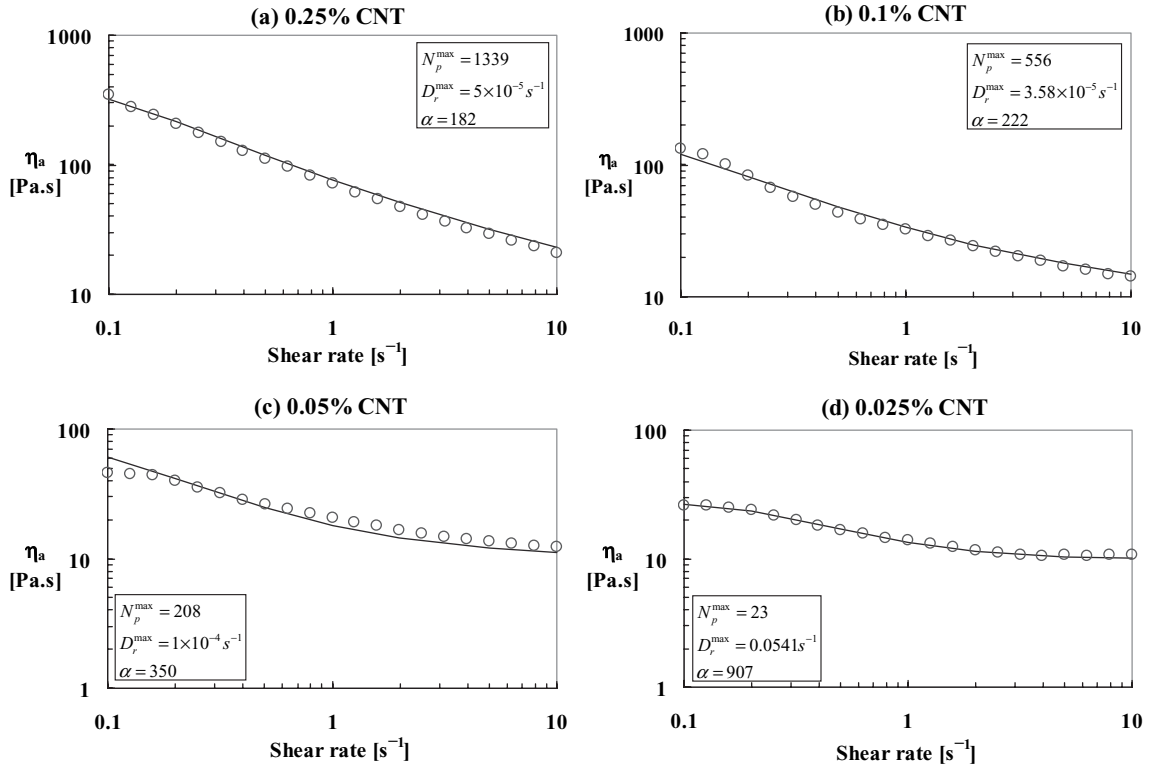 (a) 0.25% CNT
1000
100
10
ηa
[Pa.s]
N_p^max = 1339
D_r^max = 5×10⁻⁵ s⁻¹
α = 182
0.1 1 10
Shear rate [s⁻¹]
(b) 0.1% CNT
1000
100
10
ηa
[Pa.s]
N_p^max = 556
D_r^max = 3.58×10⁻⁵ s⁻¹
α = 222
0.1 1 10
Shear rate [s⁻¹]
(c) 0.05% CNT
100
10
1
ηa
[Pa.s]
N_p^max = 208
D_r^max = 1×10⁻⁴ s⁻¹
α = 350
0.1 1 10
Shear rate [s⁻¹]
(d) 0.025% CNT
100
10
1
ηa
[Pa.s]
N_p^max = 23
D_r^max = 0.0541s⁻¹
α = 907
0.1 1 10
Shear rate [s⁻¹]